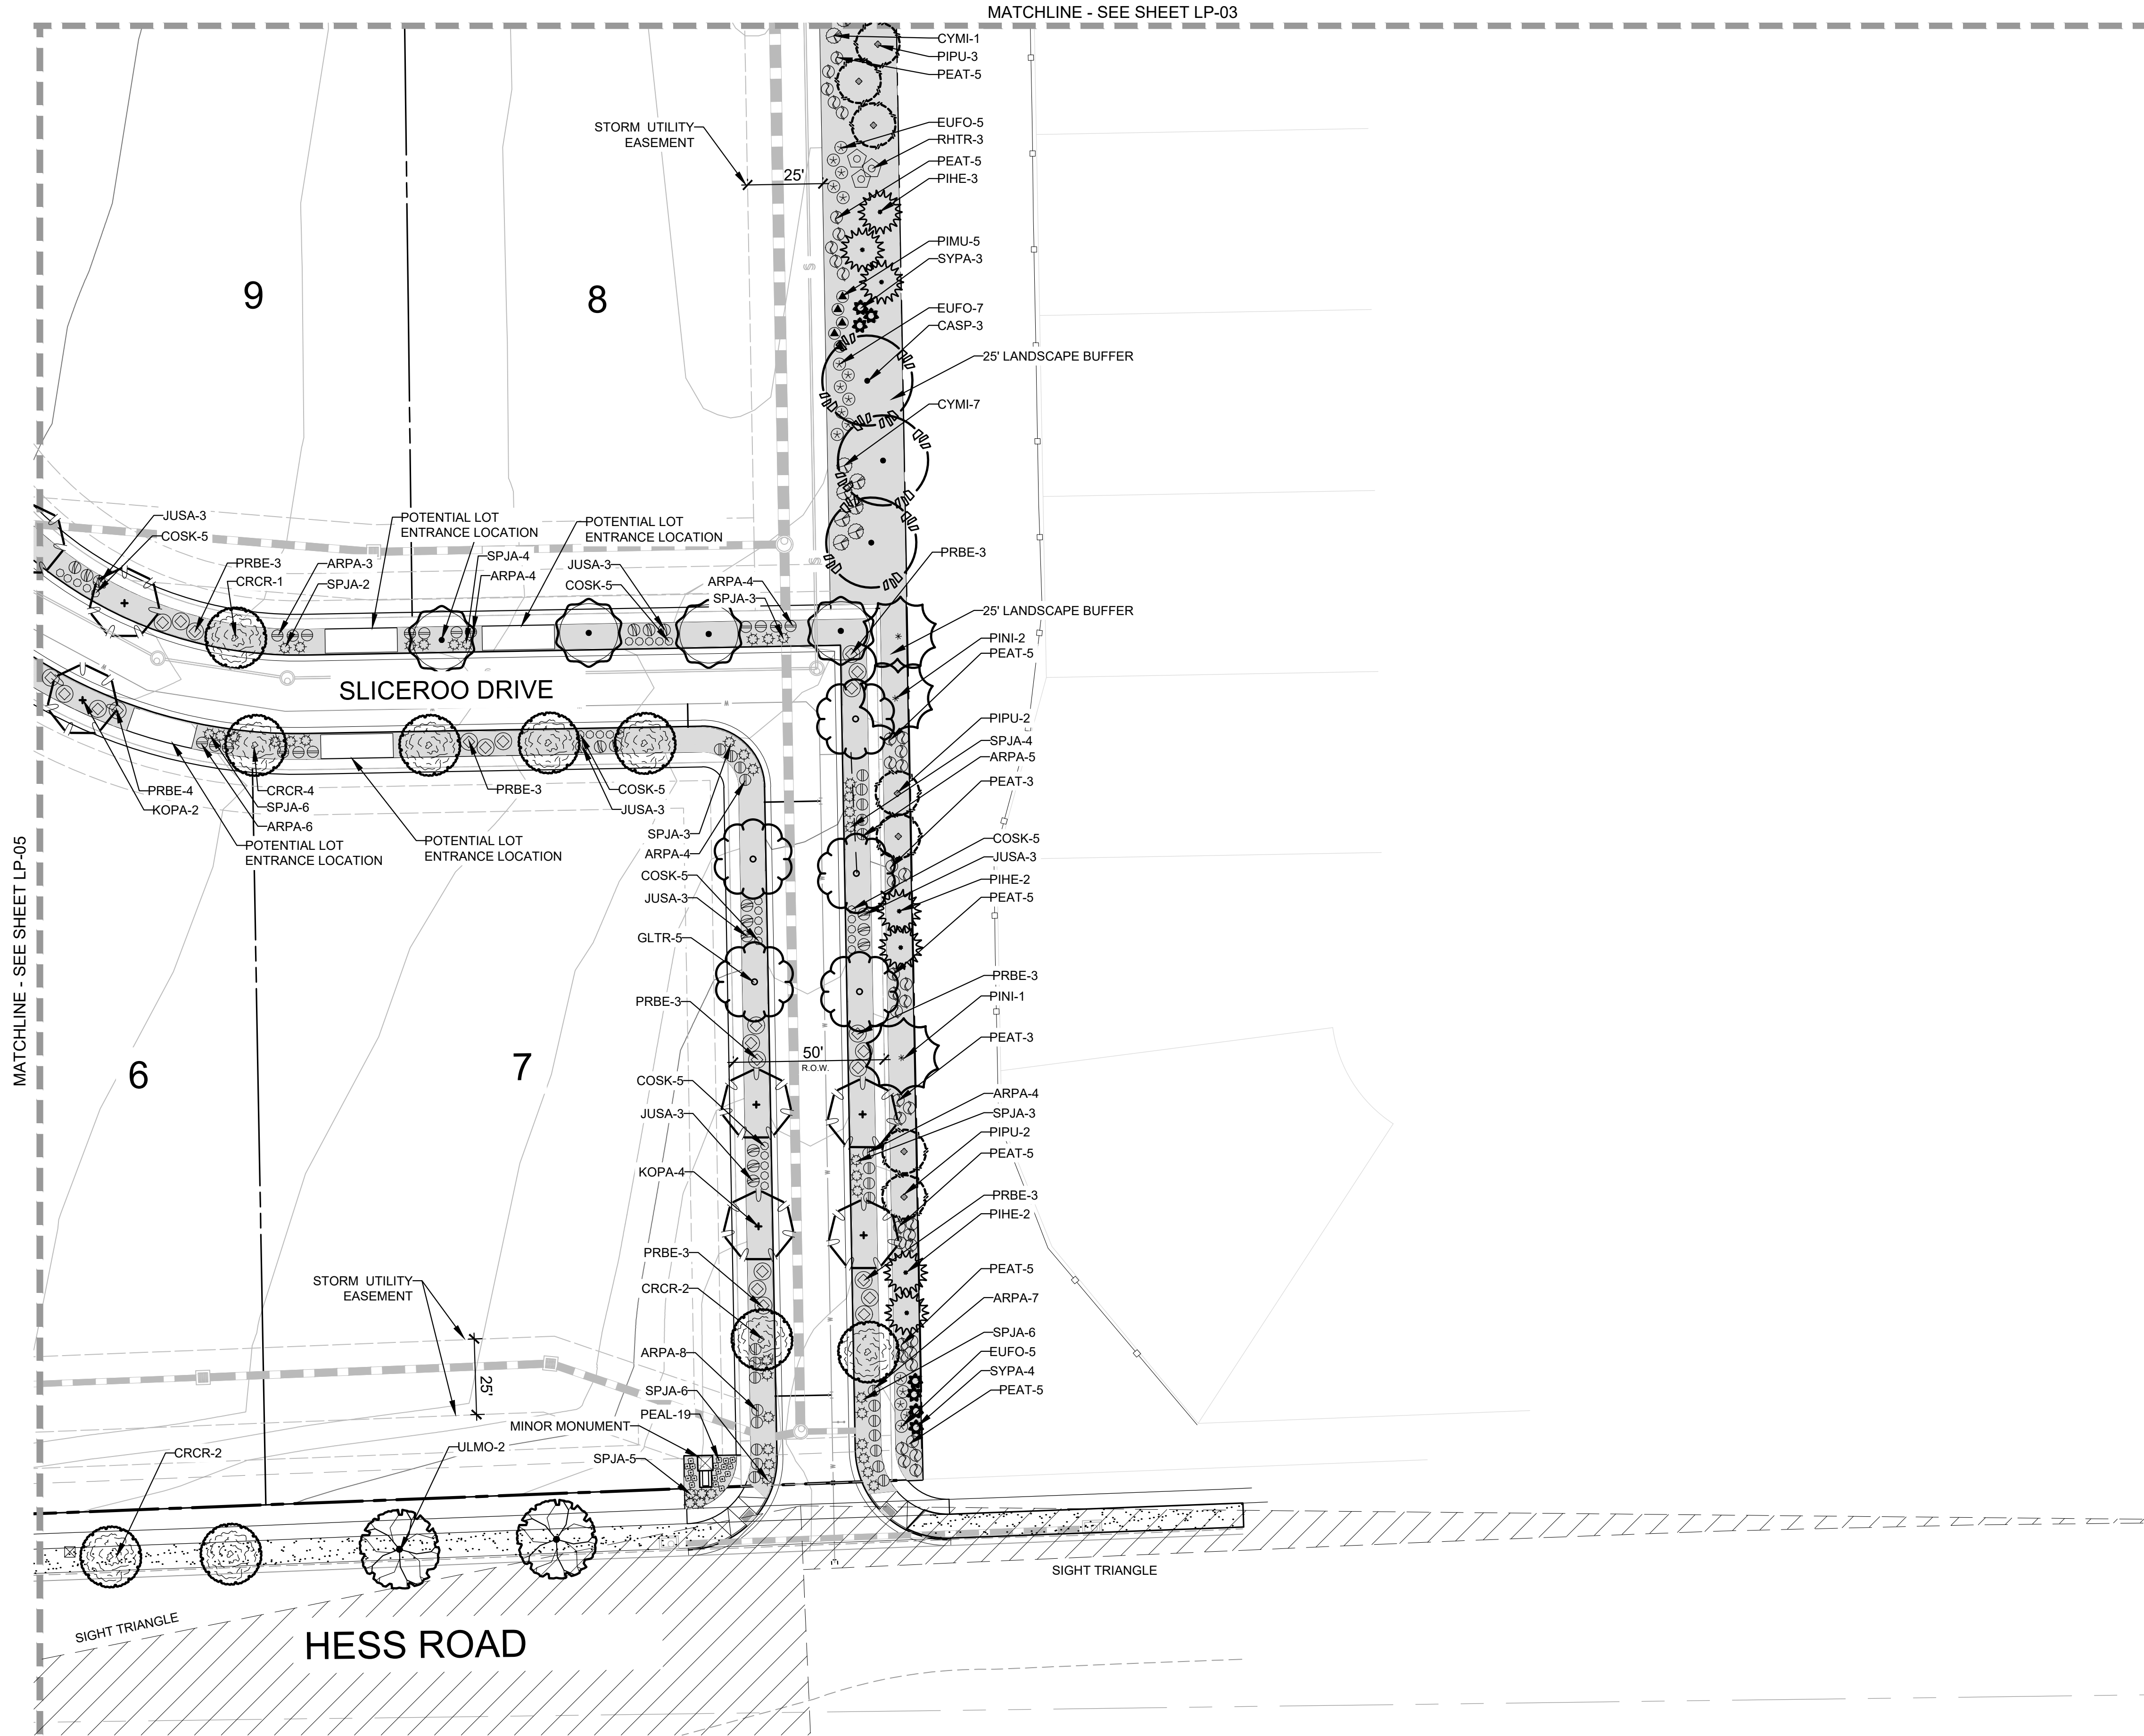 MATCHLINE - SEE SHEET LP-03
CYMI-1
PIPU-3
PEAT-5
STORM UTILITY
EASEMENT
25'
EUFO-5
RHTR-3
PEAT-5
PIHE-3
PIMU-5
SYPA-3
EUFO-7
CASP-3
25' LANDSCAPE BUFFER
CYMI-7
9
8
S
S
JUSA-3
COSK-5
PRBE-3
CRCR-1
ARPA-3
SPJA-2
POTENTIAL LOT
ENTRANCE LOCATION
SPJA-4
ARPA-4
POTENTIAL LOT
ENTRANCE LOCATION
JUSA-3
COSK-5
ARPA-4
SPJA-3
PRBE-3
25' LANDSCAPE BUFFER
PINI-2
PEAT-5
SLICEROO DRIVE
PIPU-2
SPJA-4
ARPA-5
PEAT-3
PRBE-4
KOPA-2
CRCR-4
SPJA-6
ARPA-6
POTENTIAL LOT
ENTRANCE LOCATION
POTENTIAL LOT
ENTRANCE LOCATION
PRBE-3
COSK-5
JUSA-3
SPJA-3
ARPA-4
COSK-5
JUSA-3
GLTR-5
PRBE-3
COSK-5
JUSA-3
PIHE-2
PEAT-5
PRBE-3
PINI-1
PEAT-3
MATCHLINE - SEE SHEET LP-05
6
7
50'
R.O.W.
COSK-5
JUSA-3
KOPA-4
PRBE-3
CRCR-2
ARPA-8
SPJA-6
PEAL-19
MINOR MONUMENT
SPJA-5
ARPA-4
SPJA-3
PIPU-2
PEAT-5
PRBE-3
PIHE-2
PEAT-5
ARPA-7
SPJA-6
EUFO-5
SYPA-4
PEAT-5
STORM UTILITY
EASEMENT
25'
CRCR-2
ULMO-2
SIGHT TRIANGLE
SIGHT TRIANGLE
HESS ROAD